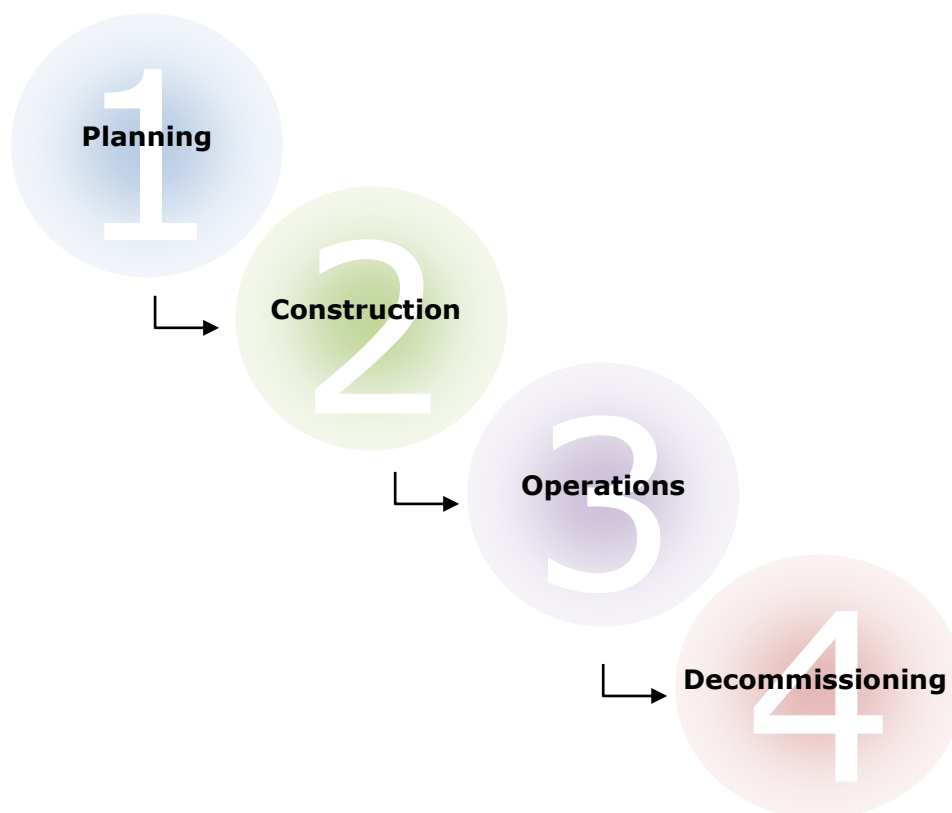 1
Planning
2
Construction
3
Operations
4
Decommissioning